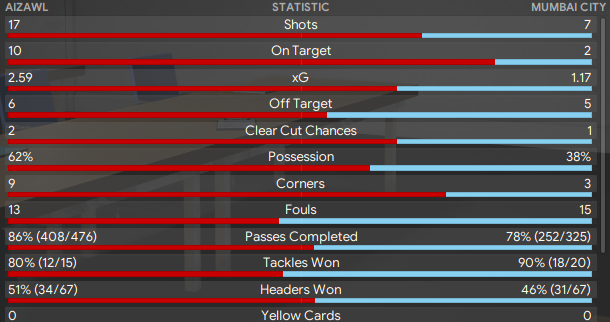 AIZAWL STATISTIC MUMBAI CITY
17 Shots 7
10 On Target 2
2.59 xG 1.17
6 Off Target 5
2 Clear Cut Chances 1
62% Possession 38%
9 Corners 3
13 Fouls 15
86% (408/476) Passes Completed 78% (252/325)
80% (12/15) Tackles Won 90% (18/20)
51% (34/67) Headers Won 46% (31/67)
0 Yellow Cards 0